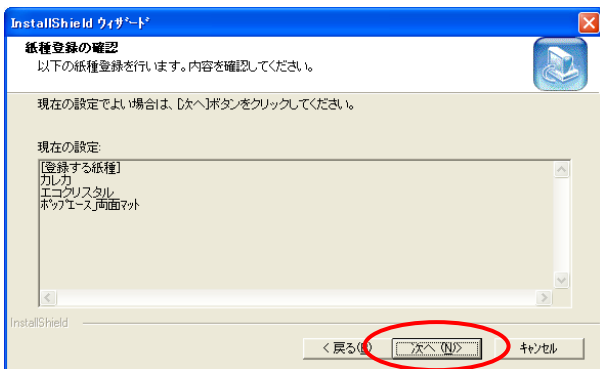 InstallShield ウィザード
紙種登録の確認
以下の紙種登録を行います。内容を確認してください。
現在の設定でよい場合は、[次へ]ボタンをクリックしてください。
現在の設定:
[登録する紙種]
カレカ
エコクリスタル
ポップエース_両面マット
InstallShield
< 戻る(B) 次へ(N)> キャンセル